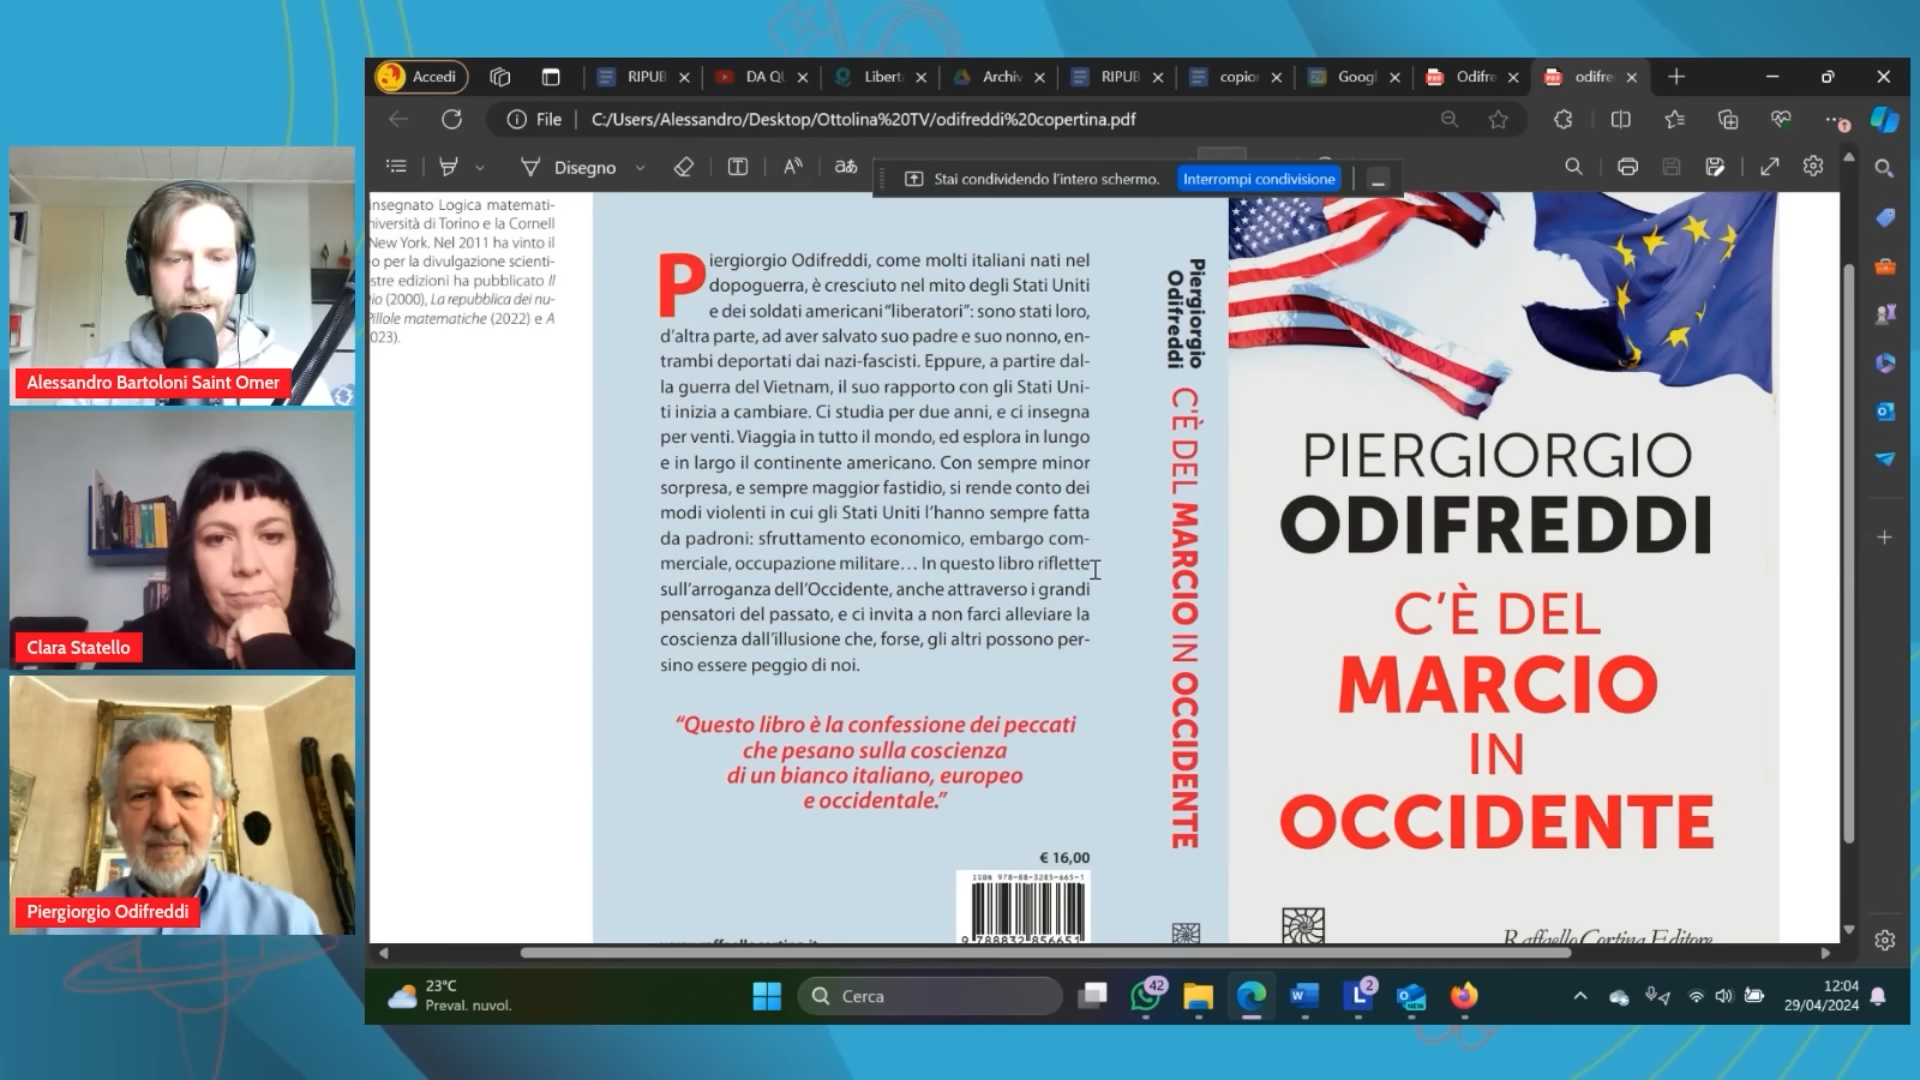 Accedi
RIPUB
DA QU
Libert
Archiv
RIPUB
copior
Googl
Odifre
odifre
File
C:/Users/Alessandro/Desktop/Ottolina%20TV/odifreddi%20copertina.pdf
Disegno
Stai condividendo l'intero schermo.
Interrompi condivisione
insegnato Logica matemati-
niversità di Torino e la Cornell
New York. Nel 2011 ha vinto il
o per la divulgazione scienti-
stre edizioni ha pubblicato Il
io (2000), La repubblica dei nu-
Pillole matematiche (2022) e A
023).
Piergiorgio Odifreddi, come molti italiani nati nel
dopoguerra, è cresciuto nel mito degli Stati Uniti
e dei soldati americani “liberatori”: sono stati loro,
d’altra parte, ad aver salvato suo padre e suo nonno, en-
trambi deportati dai nazi-fascisti. Eppure, a partire dal-
la guerra del Vietnam, il suo rapporto con gli Stati Uni-
ti inizia a cambiare. Ci studia per due anni, e ci insegna
per venti. Viaggia in tutto il mondo, ed esplora in lungo
e in largo il continente americano. Con sempre minor
sorpresa, e sempre maggior fastidio, si rende conto dei
modi violenti in cui gli Stati Uniti l’hanno sempre fatta
da padroni: sfruttamento economico, embargo com-
merciale, occupazione militare… In questo libro riflette
sull’arroganza dell’Occidente, anche attraverso i grandi
pensatori del passato, e ci invita a non farci alleviare la
coscienza dall’illusione che, forse, gli altri possono per-
sino essere peggio di noi.
“Questo libro è la confessione dei peccati
che pesano sulla coscienza
di un bianco italiano, europeo
e occidentale.”
€ 16,00
ISBN 978-88-3285-665-1
9 788832 856651
Piergiorgio
Odifreddi
C’È DEL MARCIO IN OCCIDENTE
PIERGIORGIO
ODIFREDDI
C’È DEL
MARCIO
IN
OCCIDENTE
Raffaello Cortina Editore
Alessandro Bartoloni Saint Omer
Clara Statello
Piergiorgio Odifreddi
23°C
Preval. nuvol.
Cerca
42
2
12:04
29/04/2024